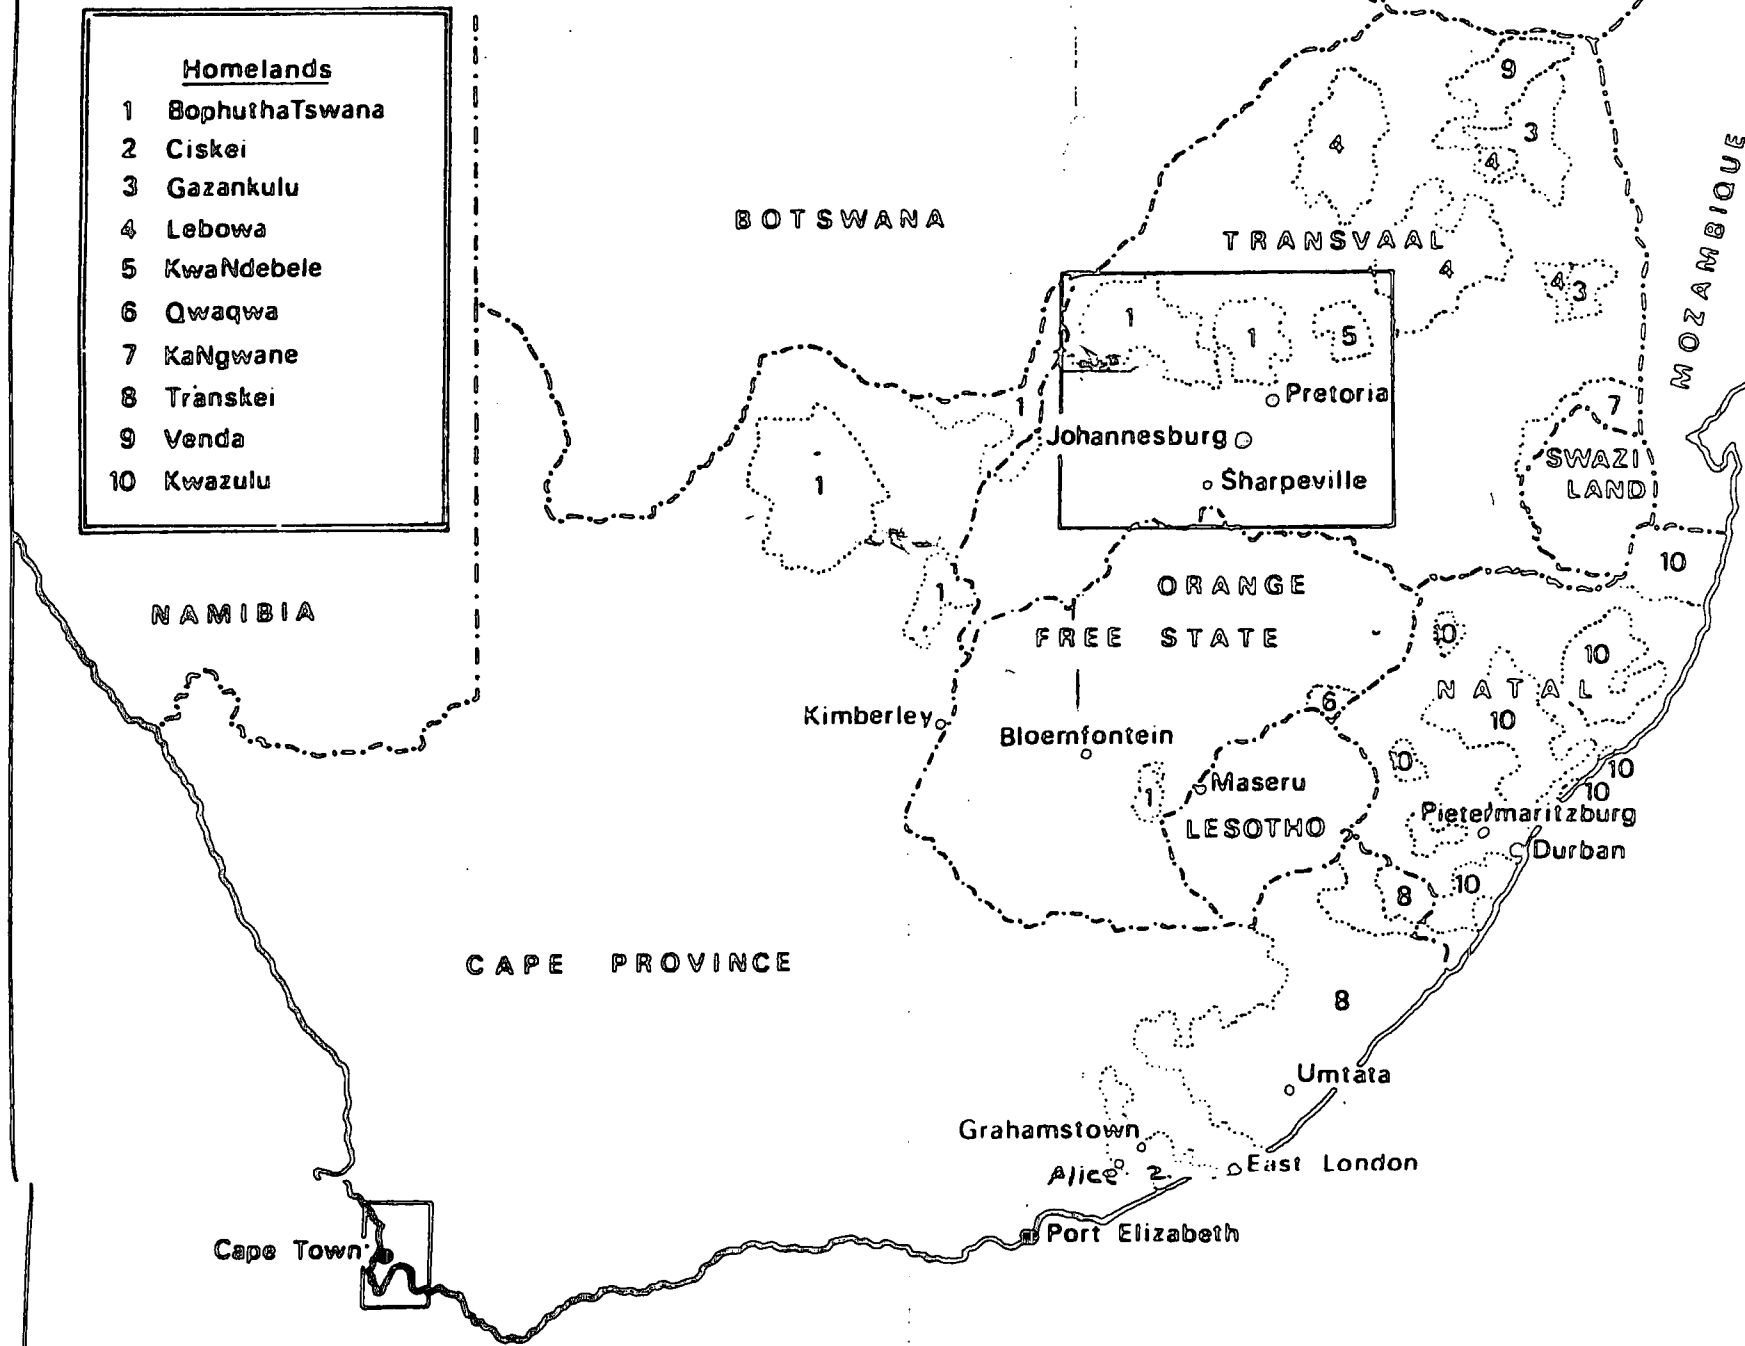 Homelands
1 BophuthaTswana
2 Ciskei
3 Gazankulu
4 Lebowa
5 KwaNdebele
6 Qwaqwa
7 KaNgwane
8 Transkei
9 Venda
10 Kwazulu
9
3
4
4
BOTSWANA
MOZAMBIQUE
TRANSVAAL
4
4
3
1
1
5
Pretoria
1
7
Johannesburg
SWAZI
LAND
1
Sharpeville
10
ORANGE
1
NAMIBIA
FREE STATE
10
10
NATAL
6
Kimberley
10
Bloemfontein
10
10
Maseru
1
10
Pietermaritzburg
LESOTHO
Durban
10
8
CAPE PROVINCE
8
Umtata
Grahamstown
East London
Alice
2
Port Elizabeth
Cape Town